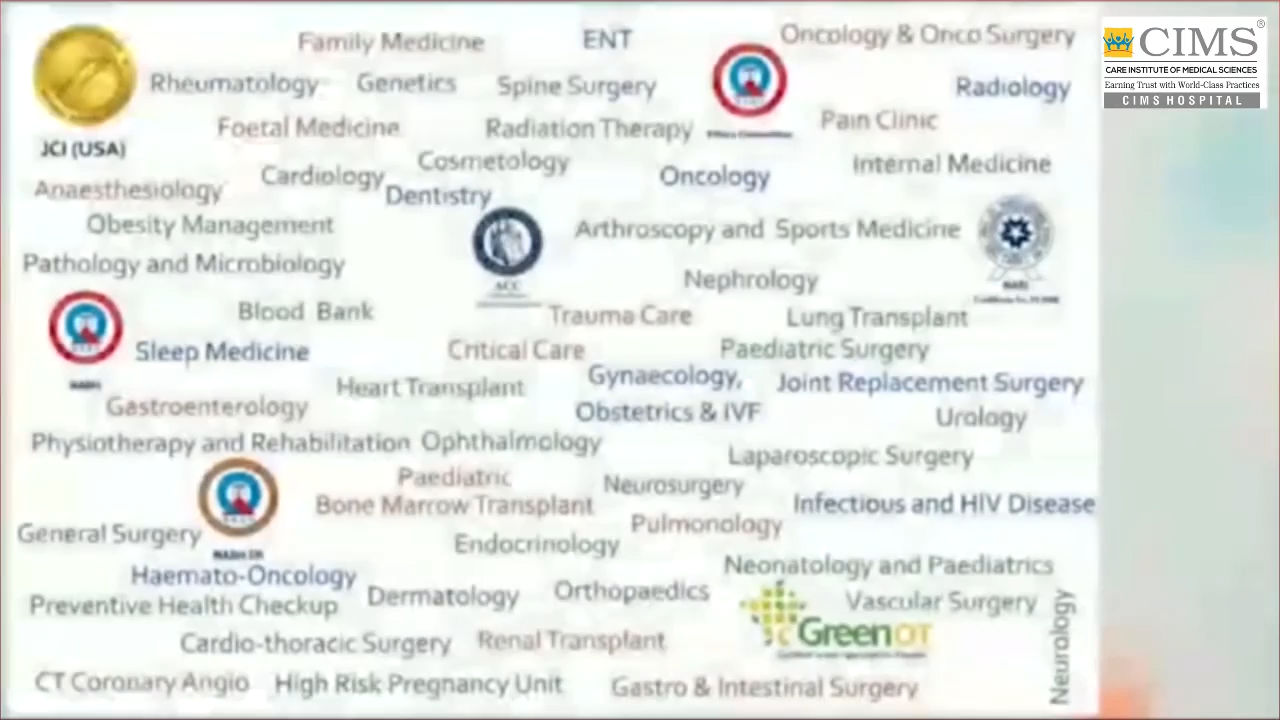 Family Medicine
ENT
Oncology & Onco Surgery
CIMS®
CARE INSTITUTE OF MEDICAL SCIENCES
Earning Trust with World-Class Practices
CIMS HOSPITAL
Rheumatology
Genetics
Spine Surgery
Radiology
Foetal Medicine
Radiation Therapy
Pain Clinic
JCI (USA)
Cosmetology
Internal Medicine
Anaesthesiology
Cardiology
Dentistry
Oncology
Obesity Management
Arthroscopy and Sports Medicine
Pathology and Microbiology
Nephrology
ACC
Blood Bank
Trauma Care
Lung Transplant
Sleep Medicine
Critical Care
Paediatric Surgery
NABH
Heart Transplant
Gynaecology,
Obstetrics & IVF
Joint Replacement Surgery
Gastroenterology
Urology
Physiotherapy and Rehabilitation
Ophthalmology
Laparoscopic Surgery
Paediatric
Bone Marrow Transplant
Neurosurgery
Infectious and HIV Disease
General Surgery
Pulmonology
Endocrinology
NABH ER
Haemato-Oncology
Neonatology and Paediatrics
Preventive Health Checkup
Dermatology
Orthopaedics
Vascular Surgery
Neurology
GreenOT
Cardio-thoracic Surgery
Renal Transplant
CT Coronary Angio
High Risk Pregnancy Unit
Gastro & Intestinal Surgery